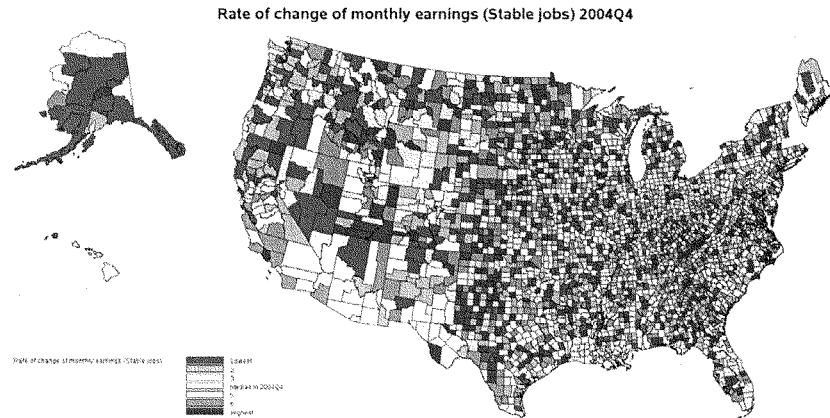 Rate of change of monthly earnings (Stable jobs) 2004Q4
Rate of change of monthly earnings (Stable jobs)
Lowest
2
3
Median in 2004Q4
5
6
Highest